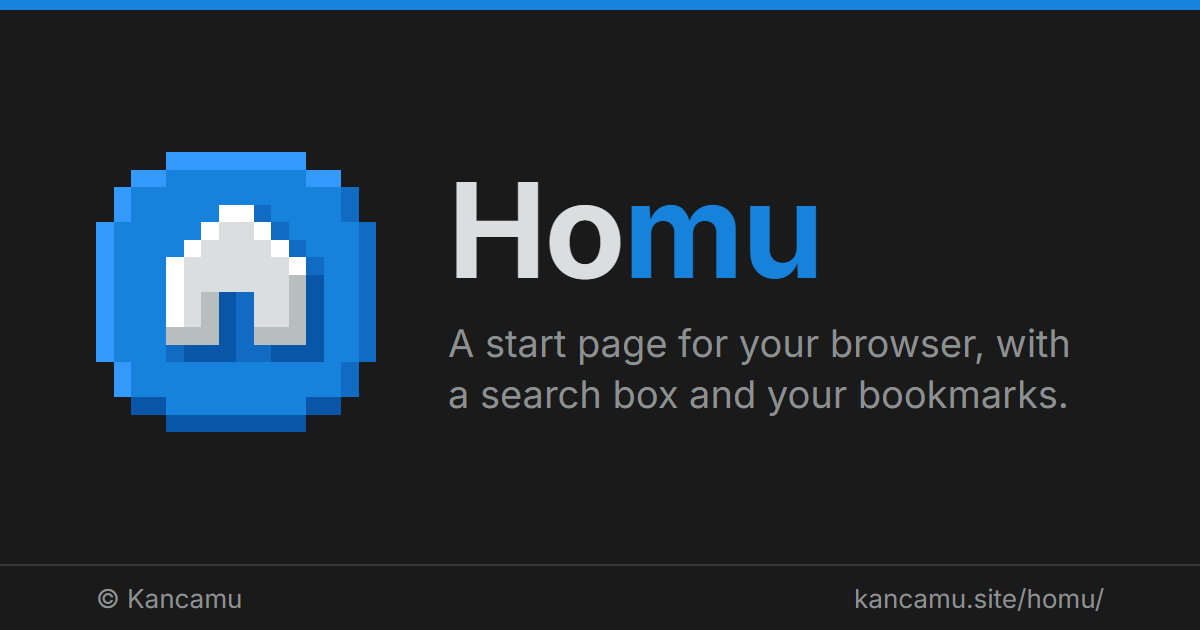 Homu
A start page for your browser, with
a search box and your bookmarks.
© Kancamu
kancamu.site/homu/